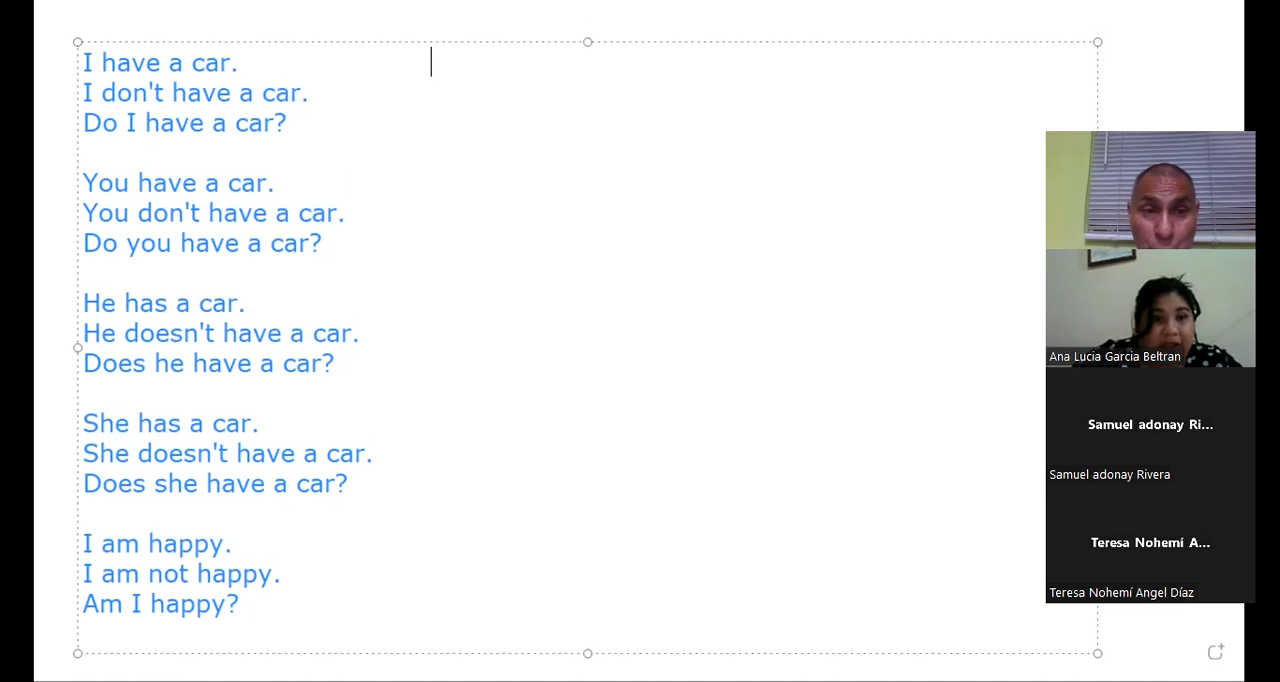 I have a car.
I don't have a car.
Do I have a car?
You have a car.
You don't have a car.
Do you have a car?
He has a car.
He doesn't have a car.
Does he have a car?
She has a car.
She doesn't have a car.
Does she have a car?
I am happy.
I am not happy.
Am I happy?
Ana Lucia Garcia Beltran
Samuel adonay Ri...
Samuel adonay Rivera
Teresa Nohemí A...
Teresa Nohemí Angel Díaz